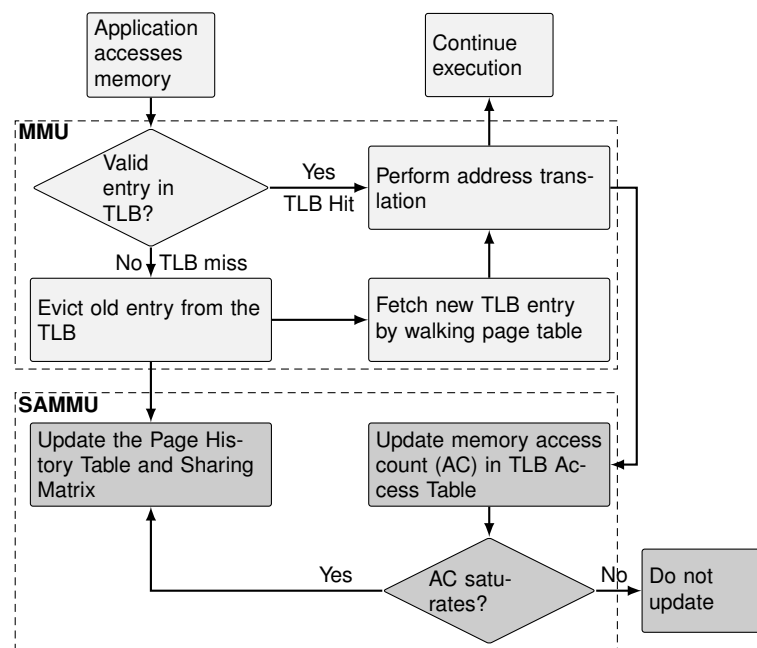 Application
accesses
memory
Continue
execution
MMU
Valid
entry in
TLB?
Yes
TLB Hit
Perform address trans-
lation
No TLB miss
Evict old entry from the
TLB
Fetch new TLB entry
by walking page table
SAMMU
Update the Page His-
tory Table and Sharing
Matrix
Update memory access
count (AC) in TLB Ac-
cess Table
Yes
AC satu-
rates?
No
Do not
update